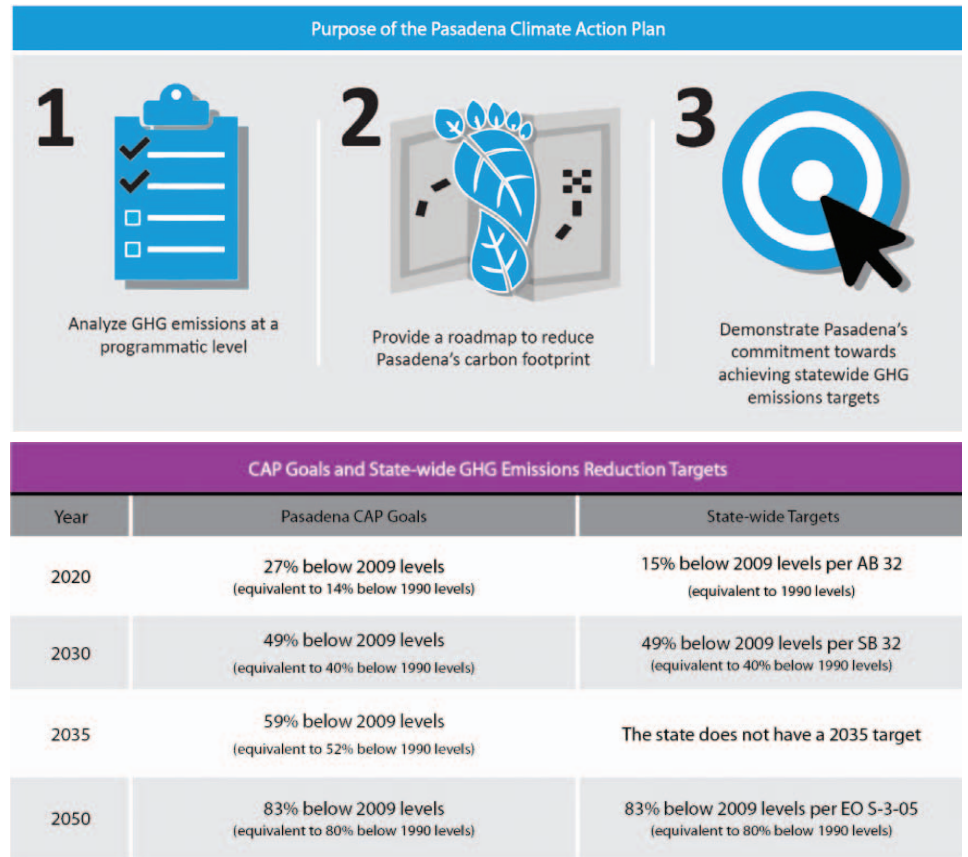 Purpose of the Pasadena Climate Action Plan
1
Analyze GHG emissions at a
programmatic level
2
Provide a roadmap to reduce
Pasadena's carbon footprint
3
Demonstrate Pasadena's
commitment towards
achieving statewide GHG
emissions targets
CAP Goals and State-wide GHG Emissions Reduction Targets
Year Pasadena CAP Goals State-wide Targets
2020
27% below 2009 levels
(equivalent to 14% below 1990 levels)
15% below 2009 levels per AB 32
(equivalent to 1990 levels)
2030
49% below 2009 levels
(equivalent to 40% below 1990 levels)
49% below 2009 levels per SB 32
(equivalent to 40% below 1990 levels)
2035
59% below 2009 levels
(equivalent to 52% below 1990 levels)
The state does not have a 2035 target
2050
83% below 2009 levels
(equivalent to 80% below 1990 levels)
83% below 2009 levels per EO S-3-05
(equivalent to 80% below 1990 levels)